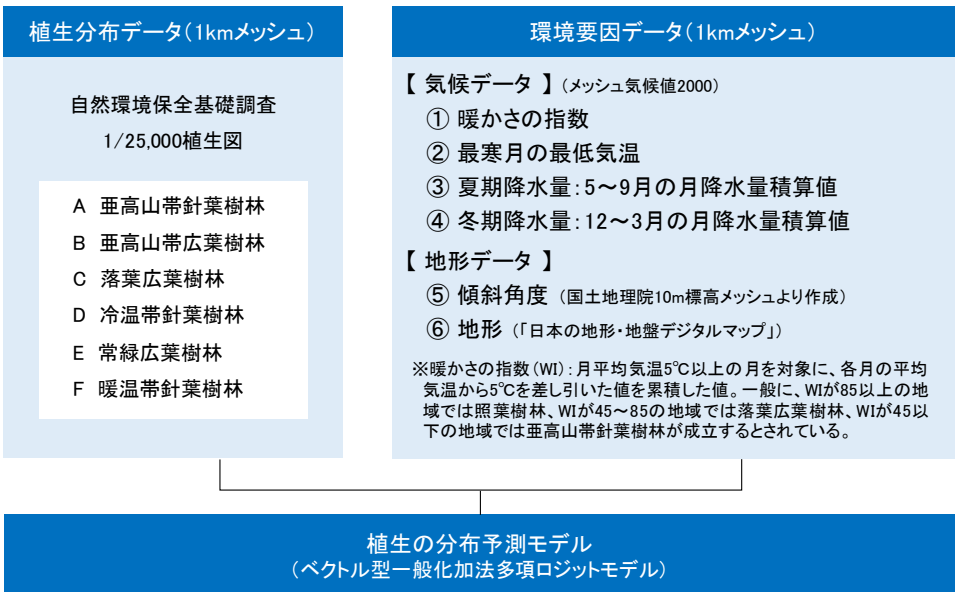 植生分布データ（1kmメッシュ）
自然環境保全基礎調査
1/25,000植生図
A 亜高山帯針葉樹林
B 亜高山帯広葉樹林
C 落葉広葉樹林
D 冷温帯針葉樹林
E 常緑広葉樹林
F 暖温帯針葉樹林
環境要因データ（1kmメッシュ）
【 気候データ 】（メッシュ気候値2000）
① 暖かさの指数
② 最寒月の最低気温
③ 夏期降水量：5～9月の月降水量積算値
④ 冬期降水量：12～3月の月降水量積算値
【 地形データ 】
⑤ 傾斜角度（国土地理院10m標高メッシュより作成）
⑥ 地形（「日本の地形・地盤デジタルマップ」）
※暖かさの指数（WI）：月平均気温5℃以上の月を対象に、各月の平均
気温から5℃を差し引いた値を累積した値。一般に、WIが85以上の地
域では照葉樹林、WIが45～85の地域では落葉広葉樹林、WIが45以
下の地域では亜高山帯針葉樹林が成立するとされている。
植生の分布予測モデル
（ベクトル型一般化加法多項ロジットモデル）